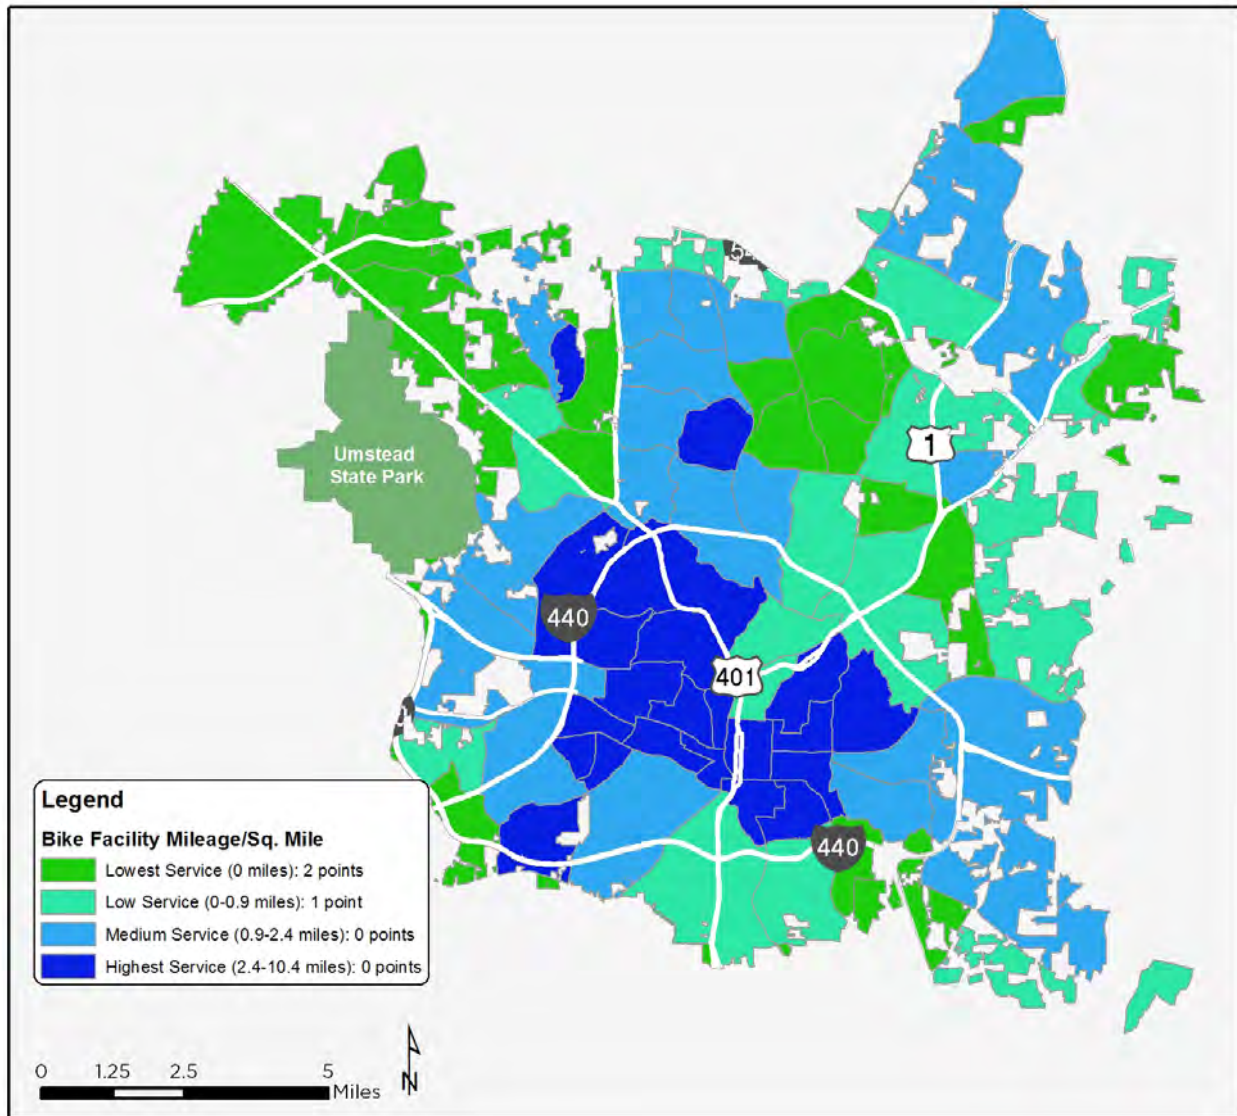 Umstead
State Park
1
440
401
440
Legend
Bike Facility Mileage/Sq. Mile
Lowest Service (0 miles): 2 points
Low Service (0-0.9 miles): 1 point
Medium Service (0.9-2.4 miles): 0 points
Highest Service (2.4-10.4 miles): 0 points
0 1.25 2.5 5
Miles
N